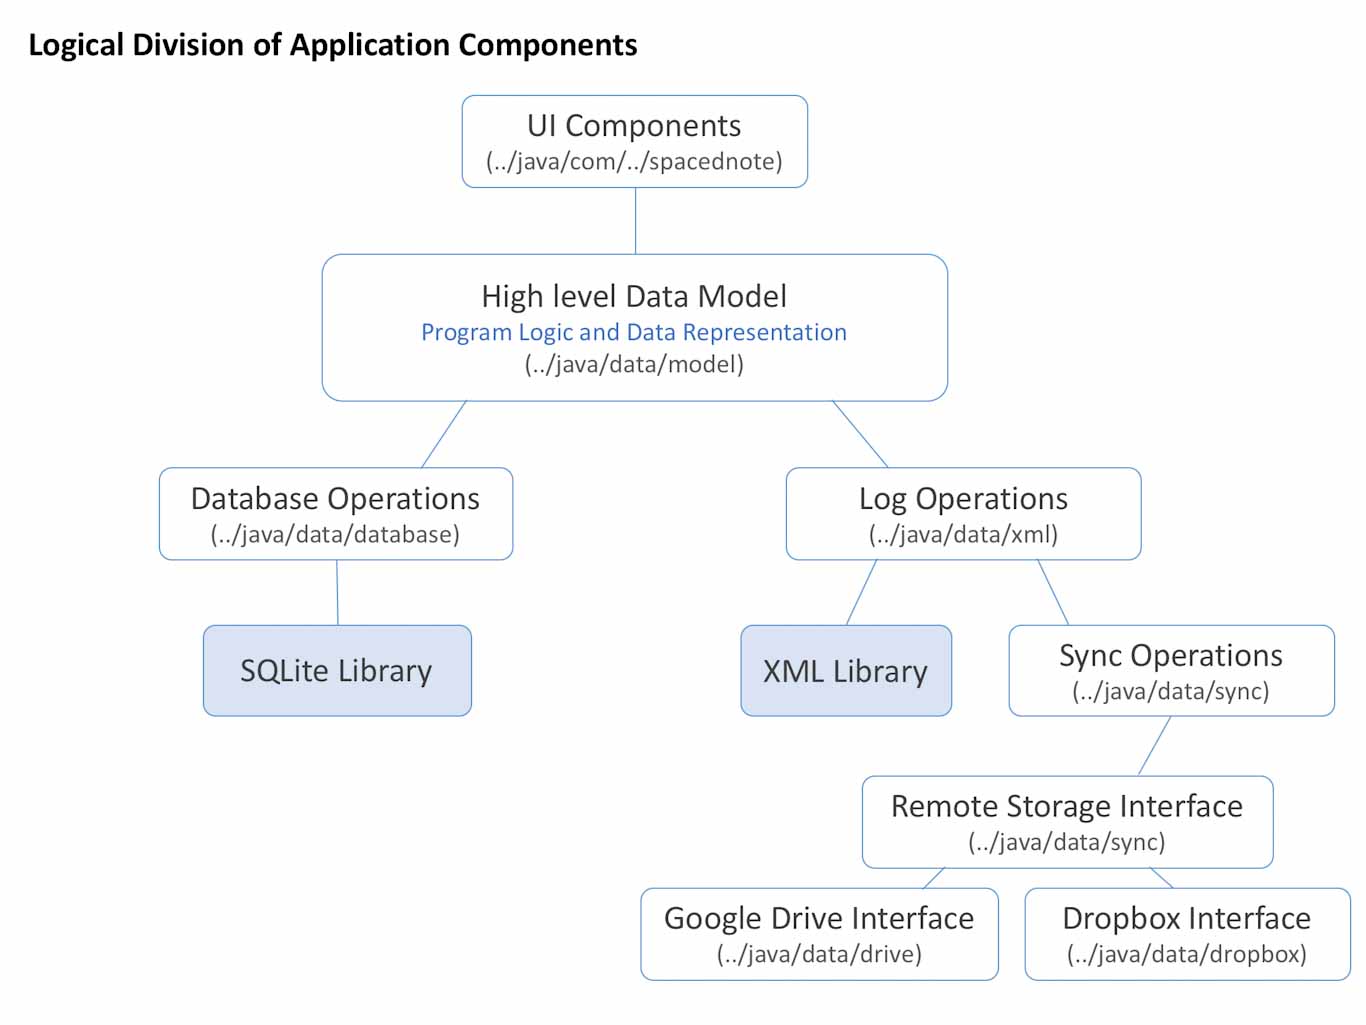 Logical Division of Application Components
UI Components
(../java/com/../spacednote)
High level Data Model
Program Logic and Data Representation
(../java/data/model)
Database Operations
(../java/data/database)
Log Operations
(../java/data/xml)
SQLite Library
XML Library
Sync Operations
(../java/data/sync)
Remote Storage Interface
(../java/data/sync)
Google Drive Interface
(../java/data/drive)
Dropbox Interface
(../java/data/dropbox)